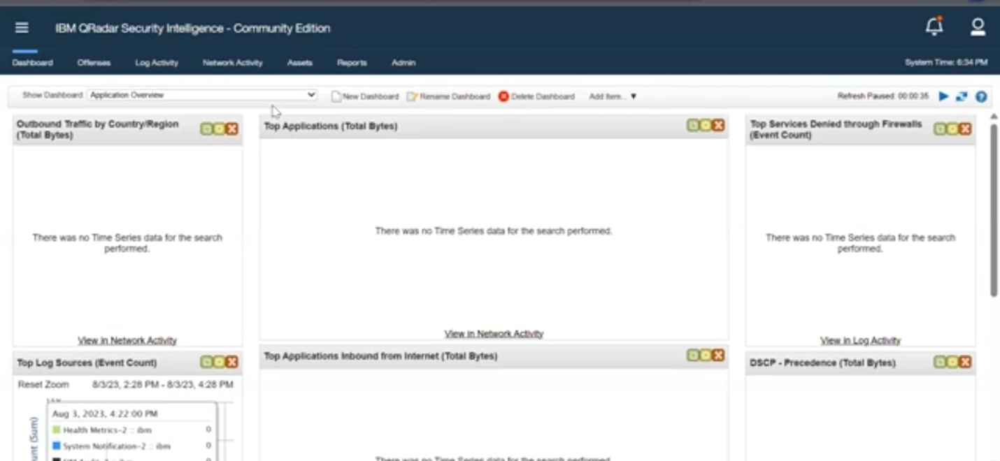 IBM QRadar Security Intelligence - Community Edition
Dashboard Offenses Log Activity Network Activity Assets Reports Admin System Time: 6:34 PM
Show Dashboard: Application Overview New Dashboard Rename Dashboard Delete Dashboard Add Item... Refresh Paused: 00:00:35
Outbound Traffic by Country/Region
(Total Bytes)
There was no Time Series data for the search
performed.
View in Network Activity
Top Applications (Total Bytes)
There was no Time Series data for the search performed.
View in Network Activity
Top Services Denied through Firewalls
(Event Count)
There was no Time Series data for the search
performed.
View in Log Activity
Top Log Sources (Event Count)
Reset Zoom 8/3/23, 2:28 PM - 8/3/23, 4:28 PM
Aug 3, 2023, 4:22:00 PM
Health Metrics-2 :: ibm 0
System Notification-2 :: ibm 0
Top Applications Inbound from Internet (Total Bytes)
There was no Time Series data for the search performed.
DSCP - Precedence (Total Bytes)